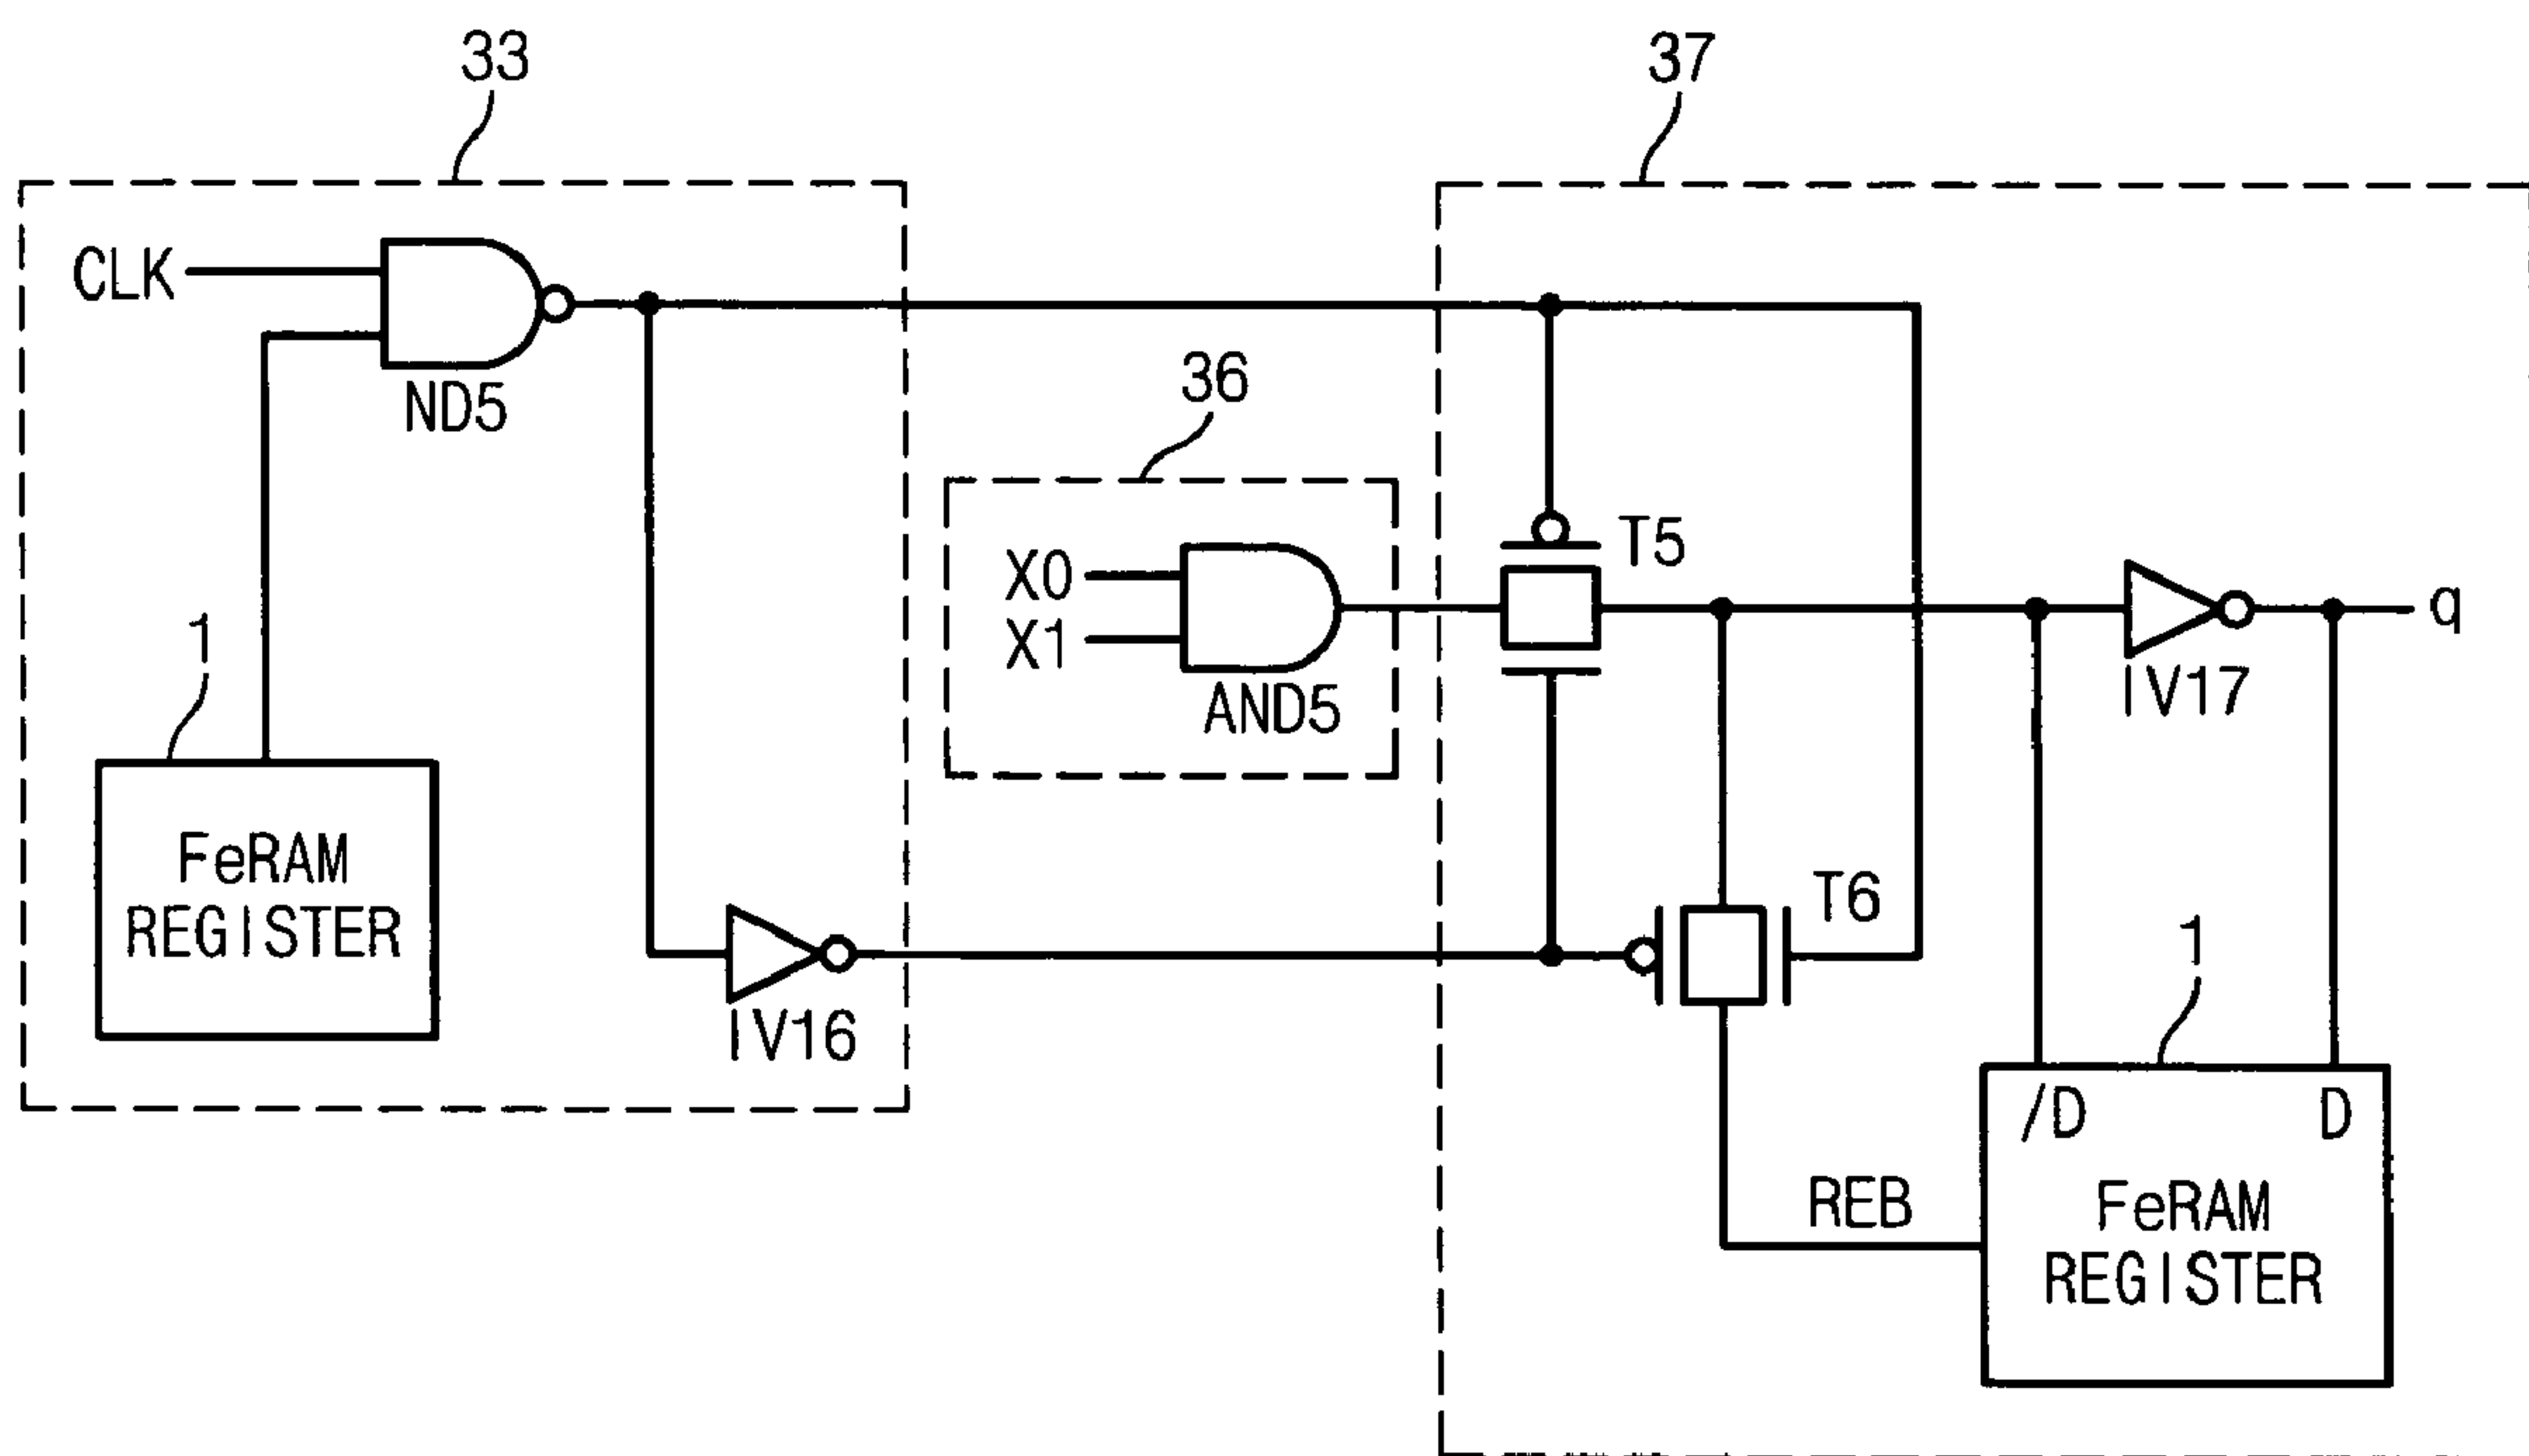 33
37
CLK
ND5
36
X0
X1
AND5
T5
q
IV17
1
FeRAM
REGISTER
IV16
T6
1
/D D
REB
FeRAM
REGISTER